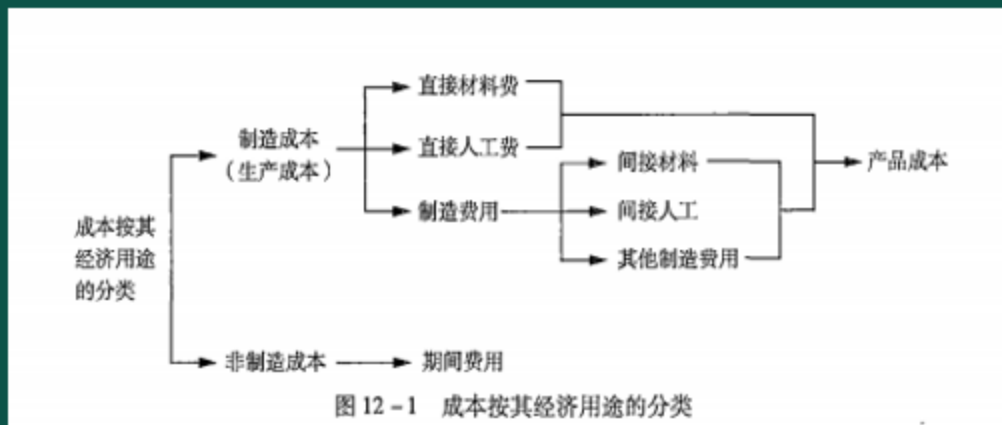 直接材料费
制造成本
(生产成本)
直接人工费
间接材料
产品成本
制造费用
间接人工
成本按其
经济用途
的分类
其他制造费用
非制造成本
期间费用
图 12-1 成本按其经济用途的分类